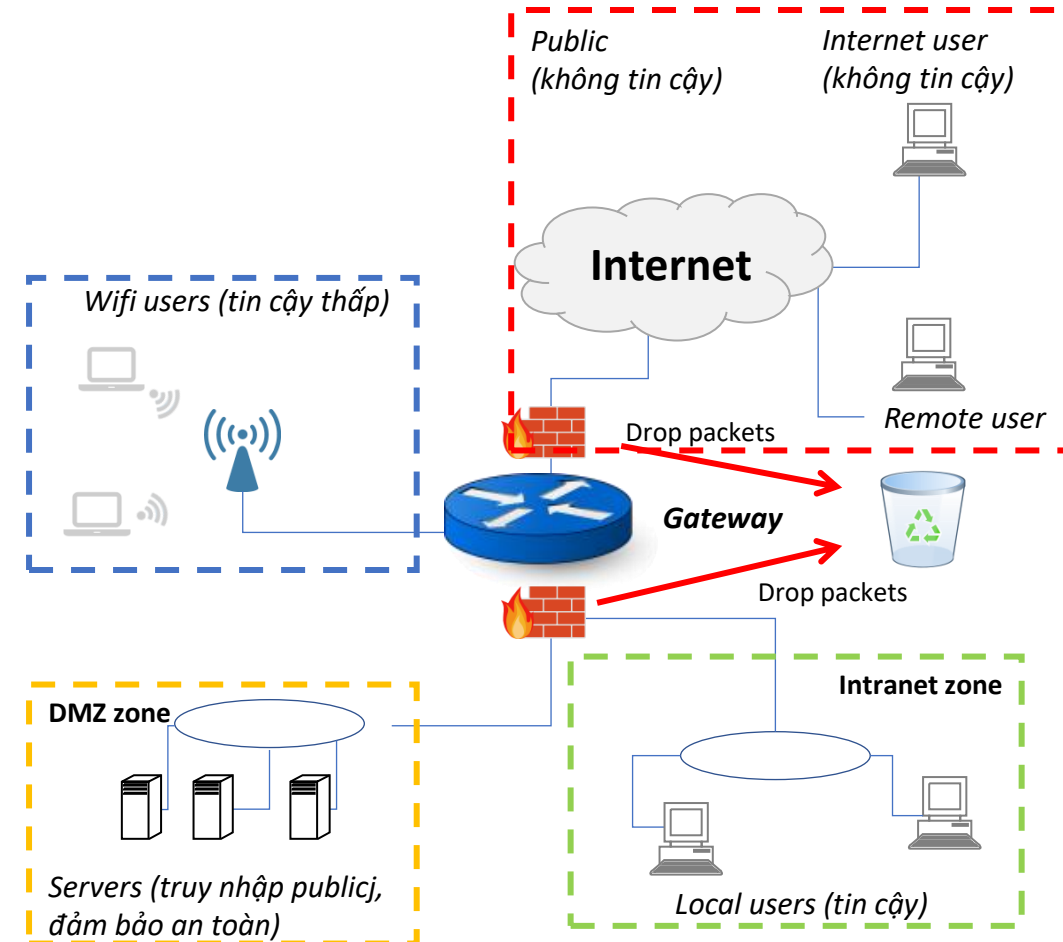 Public
(không tin cậy)
Internet user
(không tin cậy)
Internet
Wifi users (tin cậy thấp)
Remote user
Drop packets
Gateway
Drop packets
DMZ zone
Intranet zone
Servers (truy nhập publicj,
đảm bảo an toàn)
Local users (tin cậy)